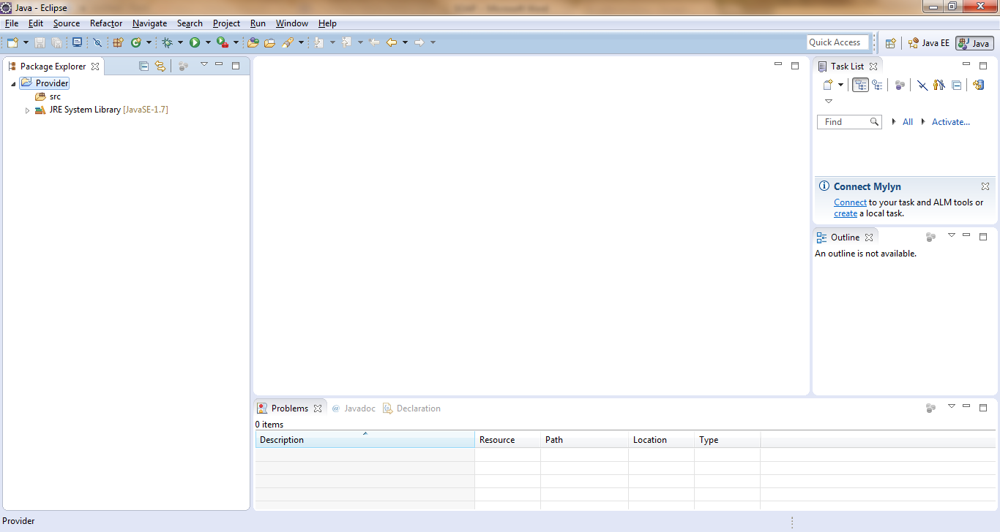 Java - Eclipse
File Edit Source Refactor Navigate Search Project Run Window Help
Quick Access Java EE Java
Package Explorer
Provider
src
JRE System Library [JavaSE-1.7]
Task List
Find All Activate...
Connect Mylyn
Connect to your task and ALM tools or
create a local task.
Outline
An outline is not available.
Problems @ Javadoc Declaration
0 items
Description Resource Path Location Type
Provider